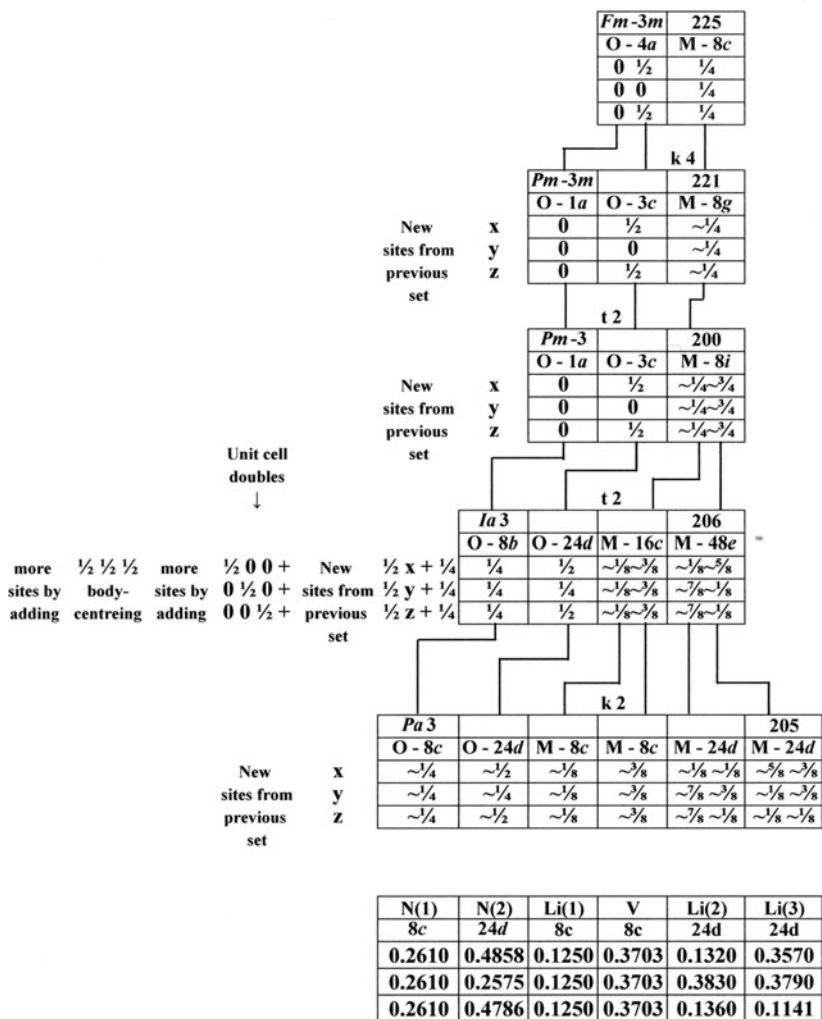 Fm-3m 225
O - 4a M - 8c
0 ½ ¼
0 0 ¼
0 ½ ¼
k 4
Pm-3m 221
O - 1a O - 3c M - 8g
New x 0 ½ ~¼
sites from y 0 0 ~¼
previous z 0 ½ ~¼
set
t 2
Pm-3 200
O - 1a O - 3c M - 8i
New x 0 ½ ~¼~¾
sites from y 0 0 ~¼~¾
previous z 0 ½ ~¼~¾
set
Unit cell
doubles
↓
t 2
Ia 3 206
O - 8b O - 24d M - 16c M - 48e
more ½ ½ ½ more ½ 0 0 + New ½ x + ¼ ¼ ½ ~⅛~⅜ ~⅛~⅝
sites by body- sites by 0 ½ 0 + sites from ½ y + ¼ ¼ ¼ ~⅛~⅜ ~⅞~⅛
adding centreing adding 0 0 ½ + previous ½ z + ¼ ¼ ½ ~⅛~⅜ ~⅞~⅛
set
k 2
Pa 3 205
O - 8c O - 24d M - 8c M - 8c M - 24d M - 24d
New x ~¼ ~½ ~⅛ ~⅜ ~⅛ ~⅛ ~⅝ ~⅜
sites from y ~¼ ~¼ ~⅛ ~⅜ ~⅞ ~⅜ ~⅛ ~⅜
previous z ~¼ ~½ ~⅛ ~⅜ ~⅞ ~⅛ ~⅛ ~⅛
set
N(1) N(2) Li(1) V Li(2) Li(3)
8c 24d 8c 8c 24d 24d
0.2610 0.4858 0.1250 0.3703 0.1320 0.3570
0.2610 0.2575 0.1250 0.3703 0.3830 0.3790
0.2610 0.4786 0.1250 0.3703 0.1360 0.1141